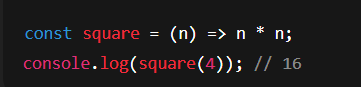 const square = (n) => n * n;
console.log(square(4)); // 16